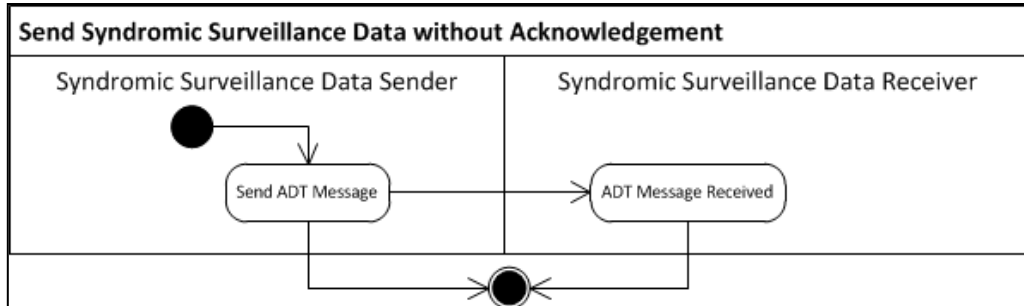 Send Syndromic Surveillance Data without Acknowledgement
Syndromic Surveillance Data Sender
Syndromic Surveillance Data Receiver
Send ADT Message
ADT Message Received